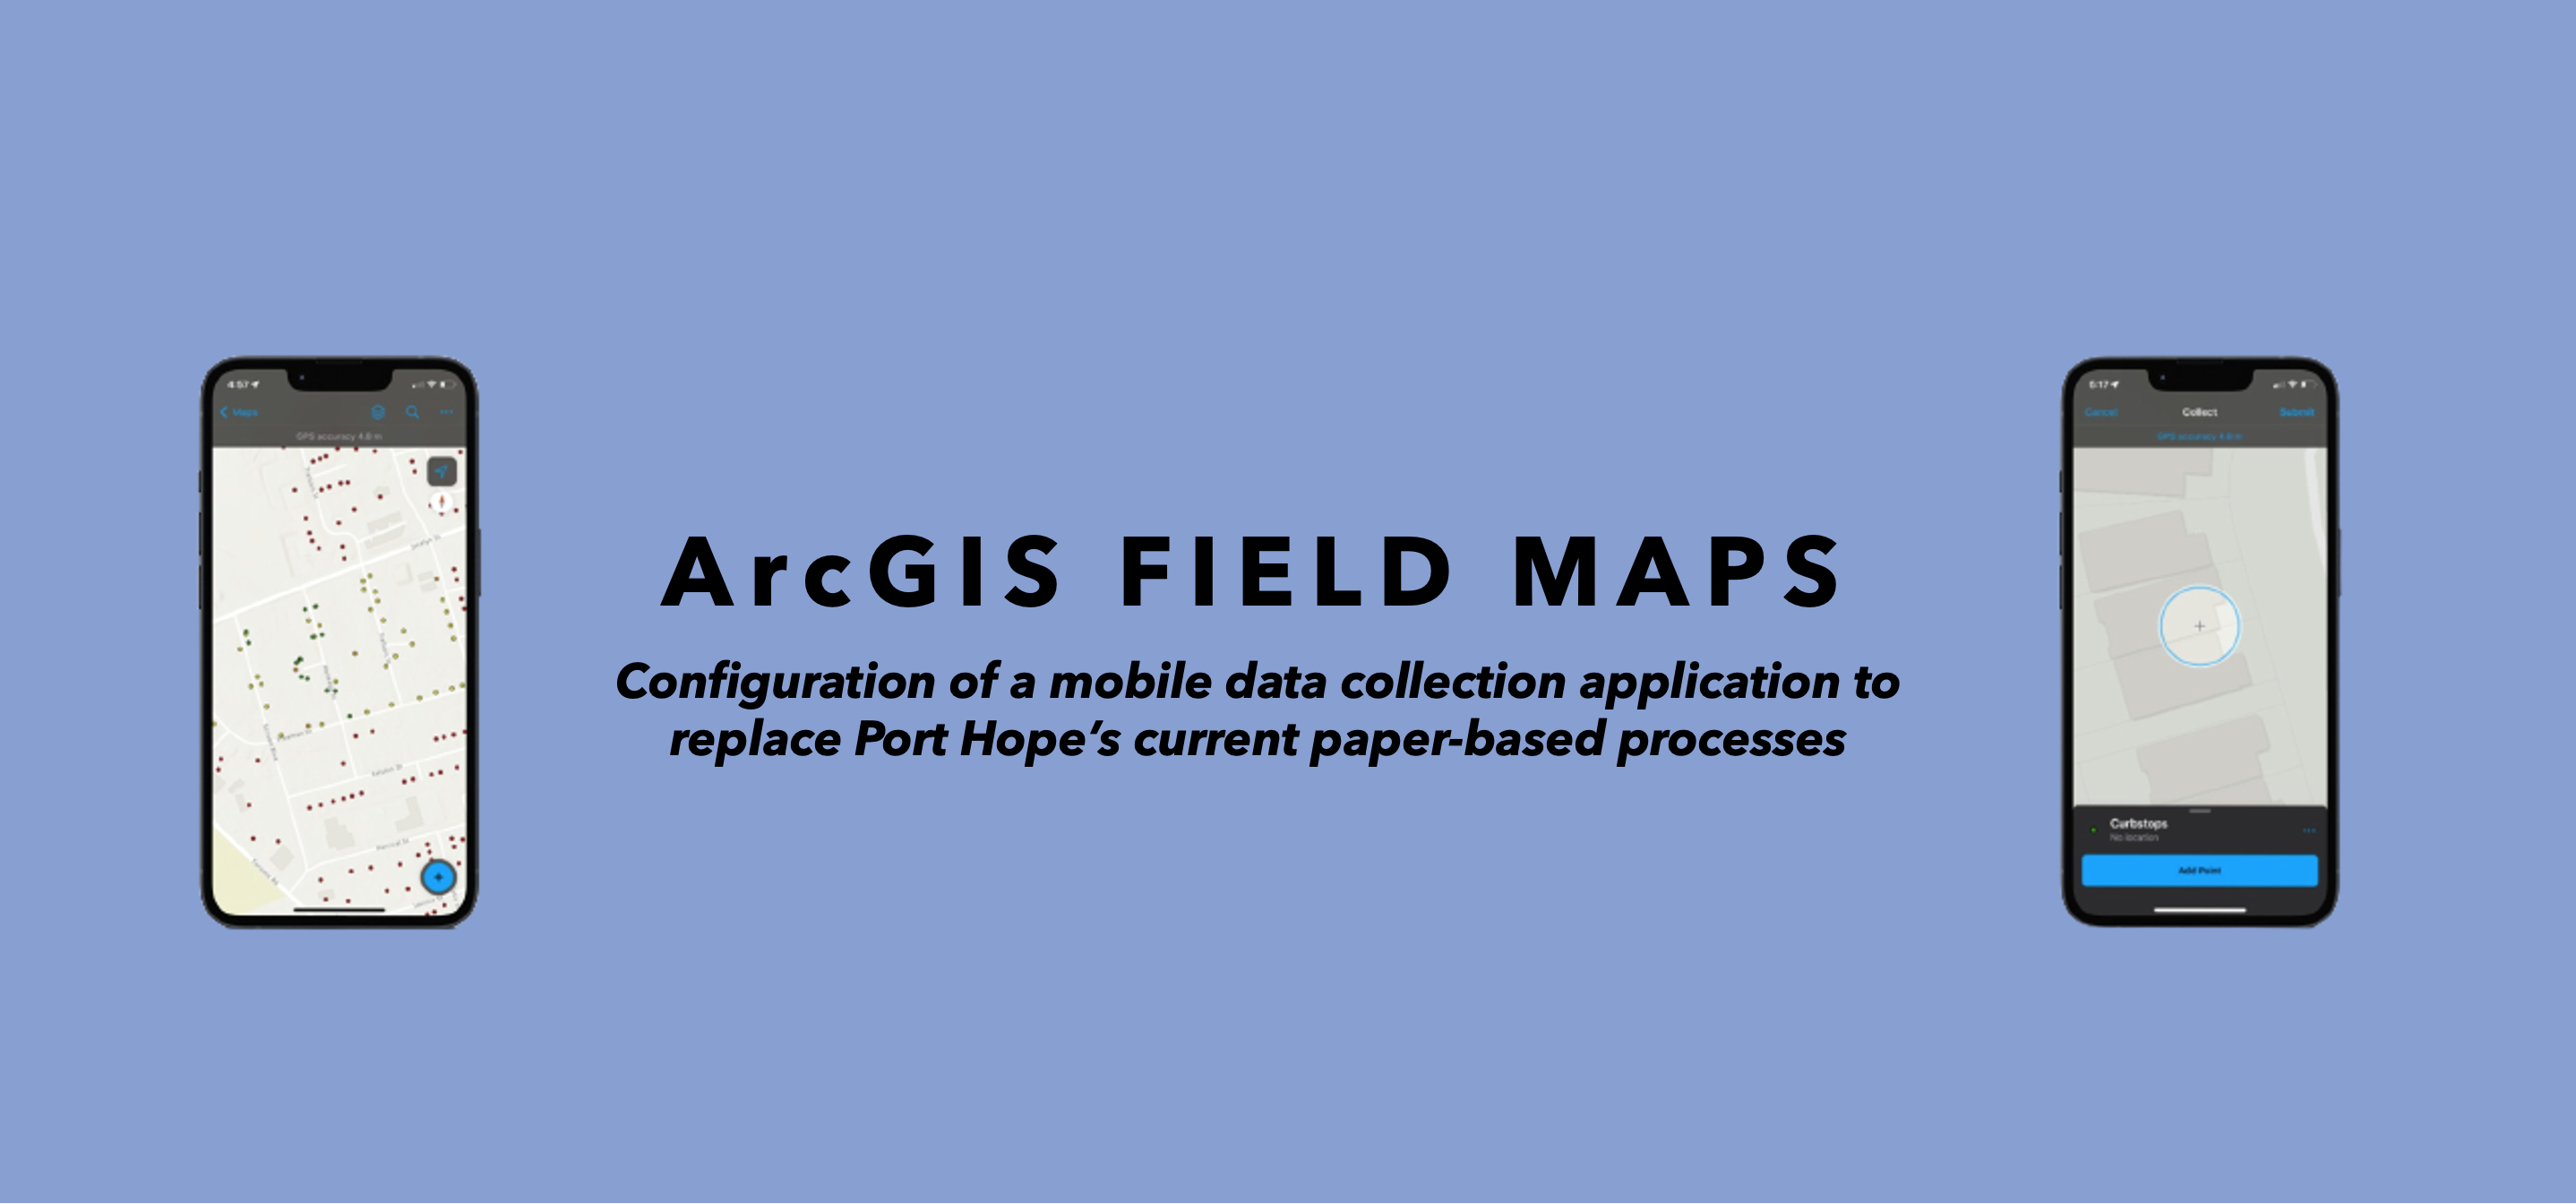 4:57
Maps
GPS accuracy 4.8 m
ArcGIS FIELD MAPS
Configuration of a mobile data collection application to
replace Port Hope’s current paper-based processes
5:17
Cancel
Collect
Submit
GPS accuracy 4.8 m
Curbstops
No location
Add Point